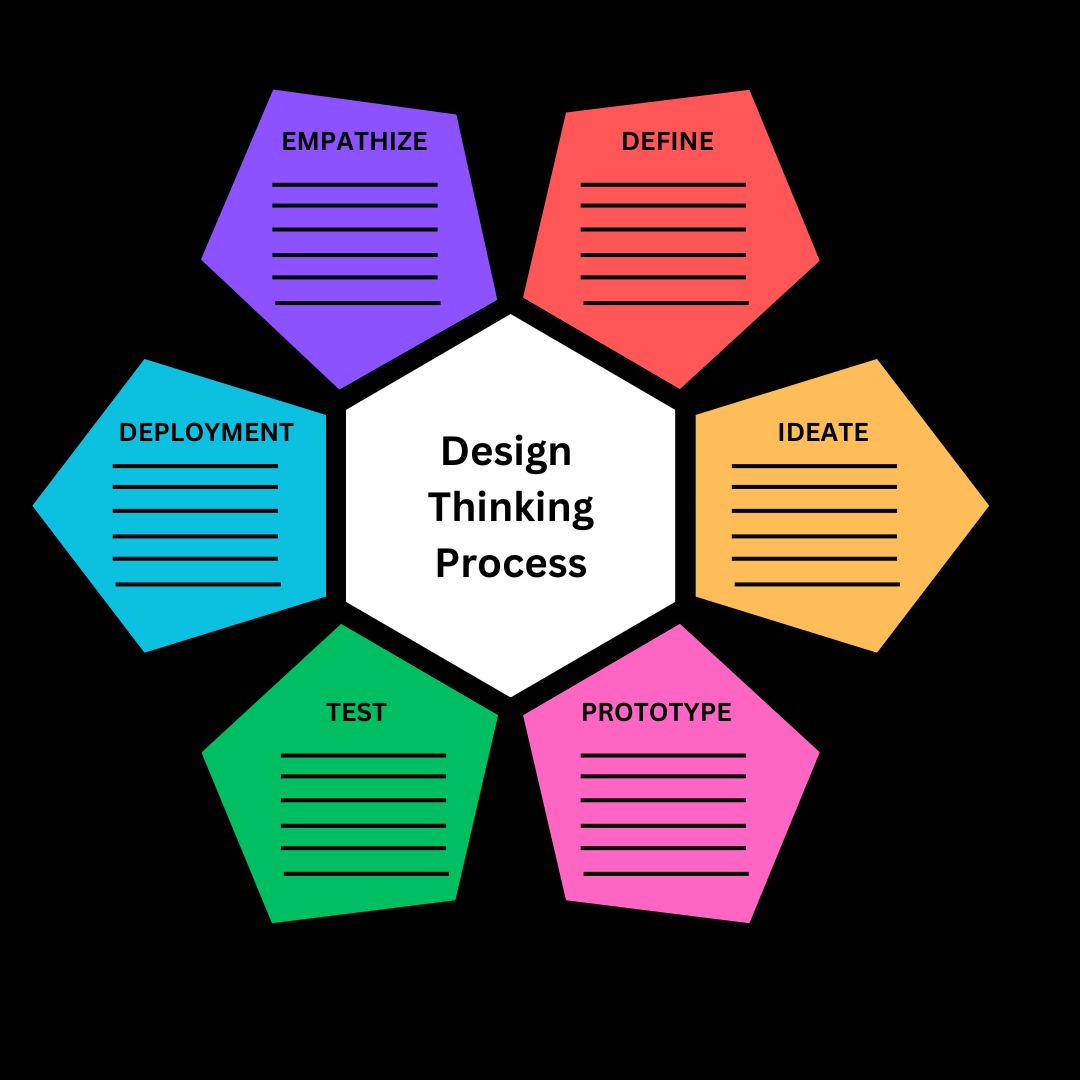 EMPATHIZE
DEFINE
DEPLOYMENT
IDEATE
Design
Thinking
Process
TEST
PROTOTYPE